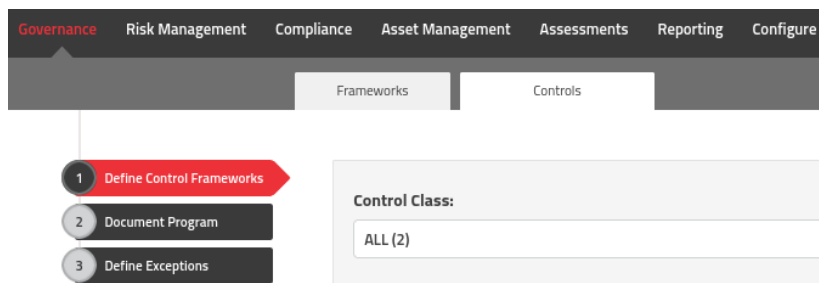 Governance Risk Management Compliance Asset Management Assessments Reporting Configure
Frameworks Controls
1 Define Control Frameworks
2 Document Program
3 Define Exceptions
Control Class:
ALL (2)